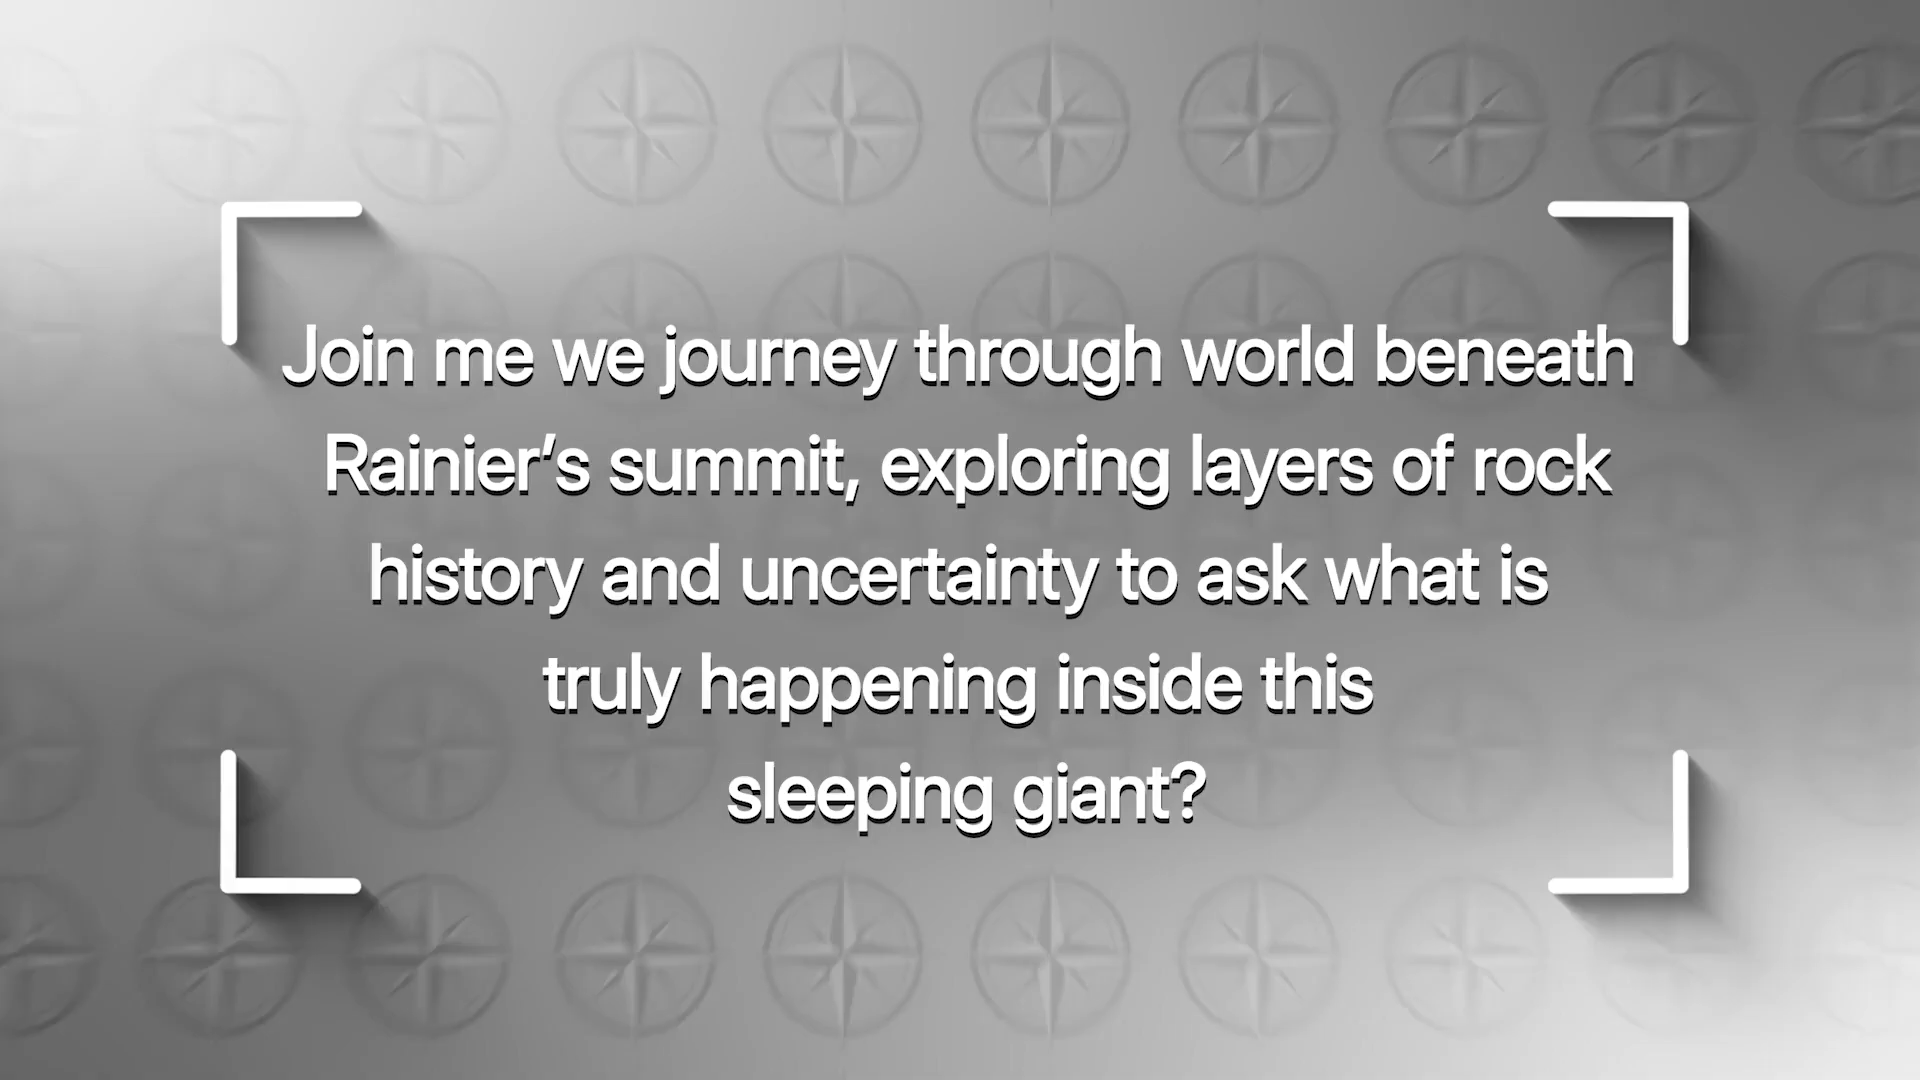 Join me we journey through world beneath
Rainier’s summit, exploring layers of rock
history and uncertainty to ask what is
truly happening inside this
sleeping giant?